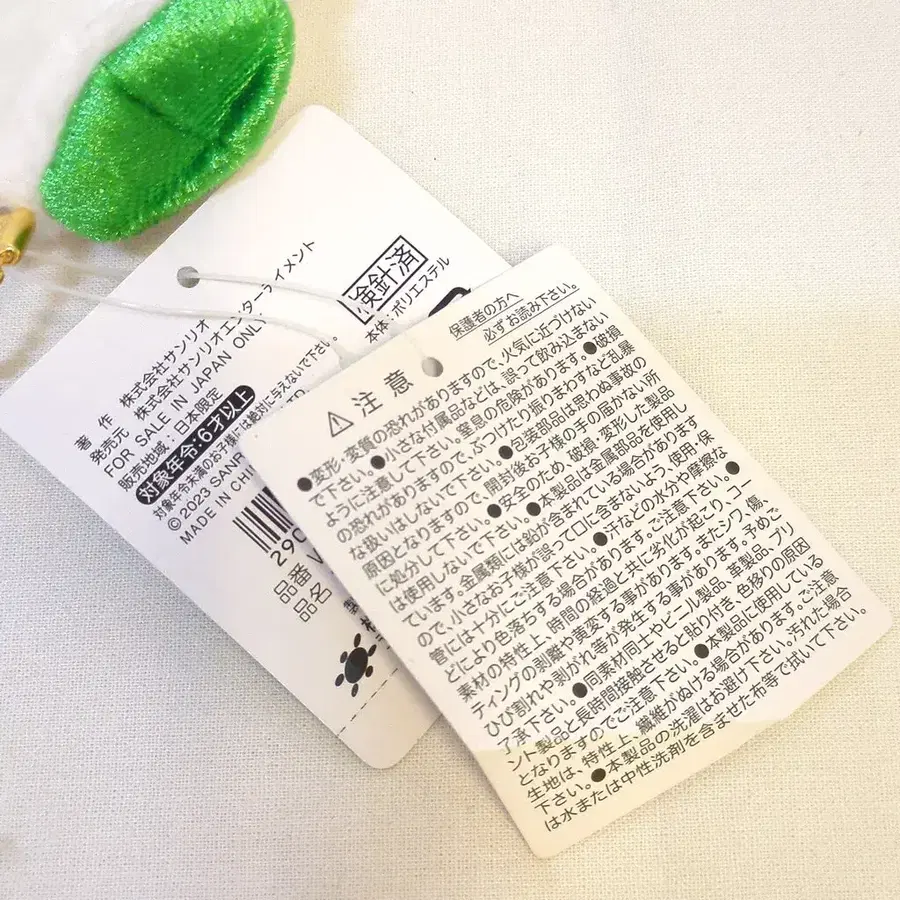 著作 株式会社サンリオ
発売元 株式会社サンリオエンターテイメント
FOR SALE IN JAPAN ONLY
販売地域:日本限定
対象年令:6才以上
対象年令未満のお子様には絶対に与えないで下さい。
©2023 SANR
MADE IN CHIN
検針済
本体:ポリエステル
290
品番
品名
保護者の方へ
必ずお読み下さい。
⚠注意
●変形・変質の恐れがありますので、火気に近づけない
で下さい。●小さな付属品などは、誤って飲み込まない
ように注意して下さい。窒息の危険があります。●破損
の恐れがありますので、ぶつけたり振りまわすなど乱暴
な扱いはしないで下さい。●包装部品は思わぬ事故の
原因となりますので、開封後お子様の手の届かない所
に処分して下さい。●安全のため、破損・変形した製品
は使用しないで下さい。●本製品は金属部品を使用し
ています。金属類には鉛が含まれている場合があります
ので、小さなお子様が誤って口に含まないよう、使用・保
管には十分にご注意下さい。●汗などの水分や摩擦な
どにより色落ちする場合があります。ご注意下さい。●
素材の特性上、時間の経過と共に劣化が起こり、コー
ティングの剥離や黄変する事があります。またシワ、傷、
ひび割れや剥がれ等が発生する事があります。予めご
了承下さい。●同素材同士やビニル製品、革製品、プリ
ント製品と長時間接触させると貼り付き、色移りの原因
となりますのでご注意下さい。●本製品に使用している
生地は、特性上、繊維がぬける場合があります。ご注意
下さい。●本製品の洗濯はお避け下さい。汚れた場合
は水または中性洗剤を含ませた布等で拭いて下さい。